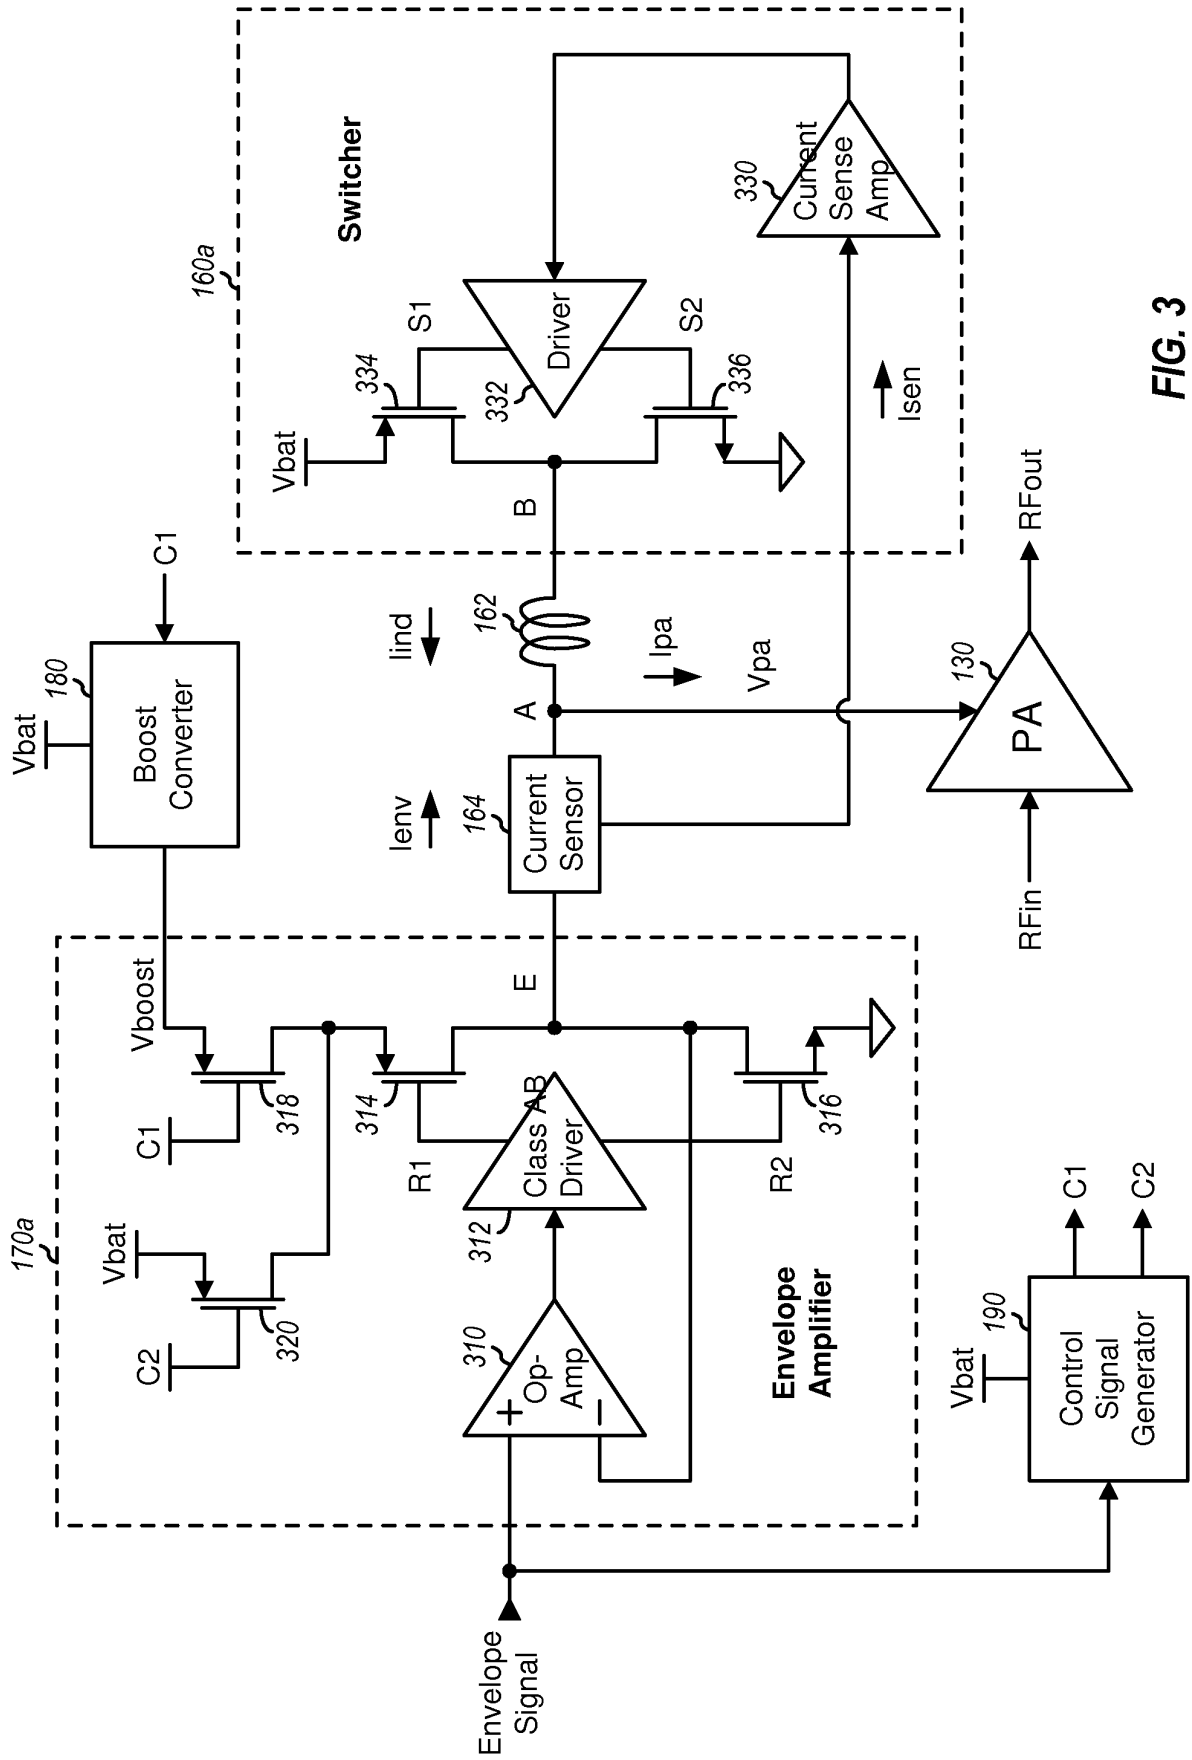 Vbat
180
Boost
Converter
C1
160a
Switcher
Vbat
334
S1
332
Driver
S2
336
B
330
Current
Sense
Amp
Isen
Iind
162
Ienv
A
164
Current
Sensor
Ipa
Vpa
130
PA
RFin
RFout
170a
Vboost
C1
318
Vbat
C2
320
314
R1
E
Class AB
Driver
312
R2
316
310
Op-
Amp
+
−
Envelope
Amplifier
Envelope
Signal
Vbat
190
Control
Signal
Generator
C1
C2
FIG. 3